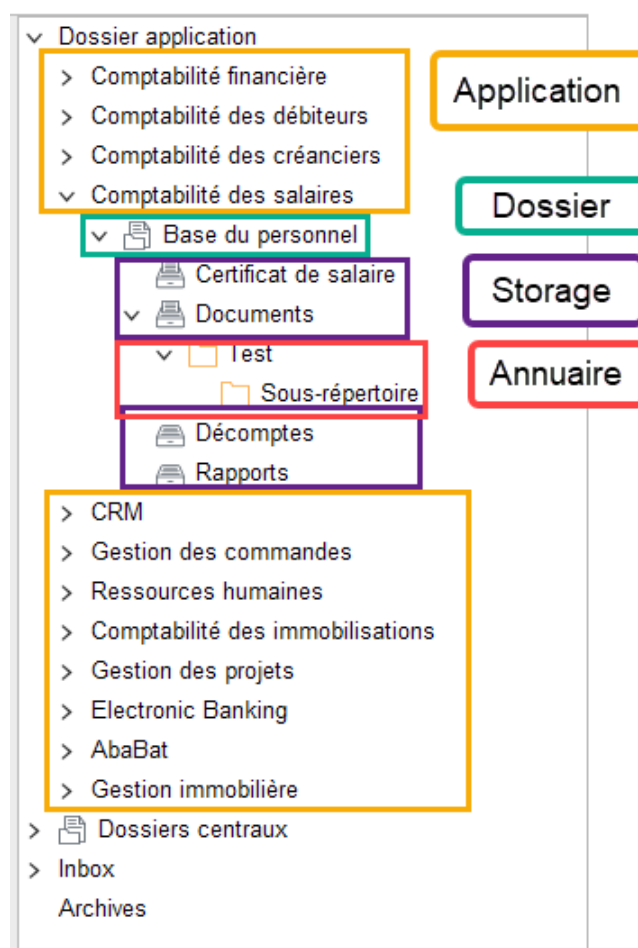 Dossier application
Comptabilité financière
Application
Comptabilité des débiteurs
Comptabilité des créanciers
Comptabilité des salaires
Dossier
Base du personnel
Certificat de salaire
Storage
Documents
Test
Annuaire
Sous-répertoire
Décomptes
Rapports
CRM
Gestion des commandes
Ressources humaines
Comptabilité des immobilisations
Gestion des projets
Electronic Banking
AbaBat
Gestion immobilière
Dossiers centraux
Inbox
Archives